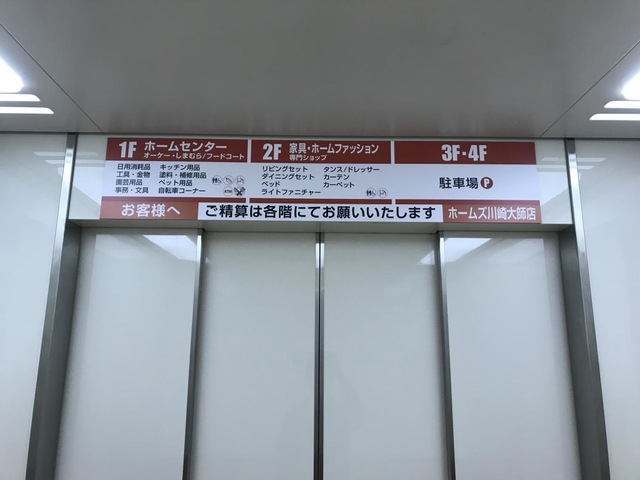 1F ホームセンター
オーケー・しまむら/フードコート
日用消耗品 キッチン用品
工具・金物 塗料・補修用品
園芸用品 ペット用品
事務・文具 自転車コーナー
ATM
2F 家具・ホームファッション
専門ショップ
リビングセット タンス/ドレッサー
ダイニングセット カーテン
ベッド カーペット
ライトファニチャー
3F・4F
駐車場 P
お客様へ ご精算は各階にてお願いいたします ホームズ川崎大師店